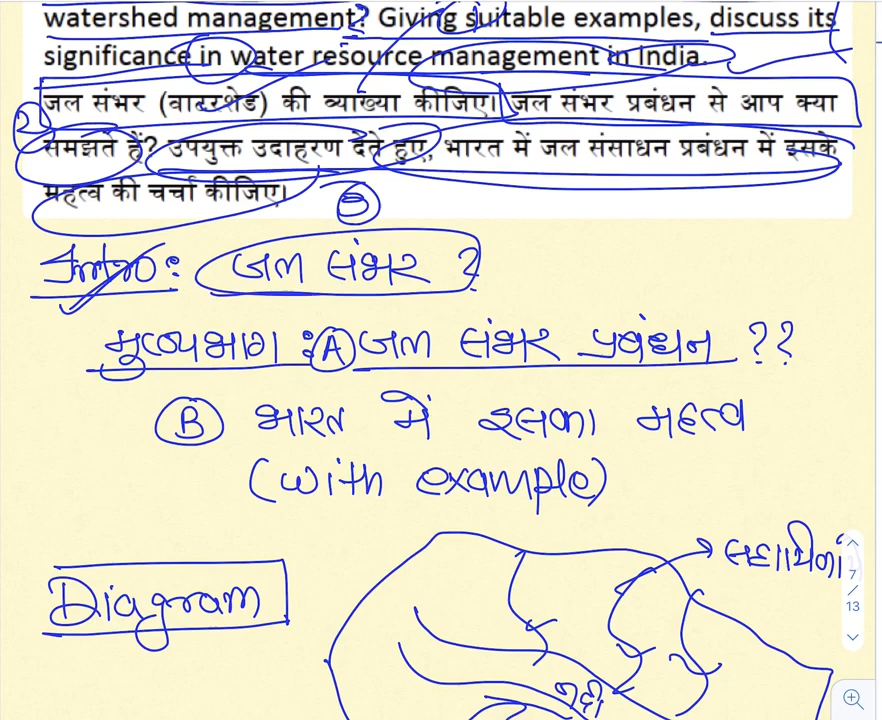 watershed management? Giving suitable examples, discuss its
significance in water resource management in India.
जल संभर (वाटरशेड) की व्याख्या कीजिए। जल संभर प्रबंधन से आप क्या
समझते हैं? उपयुक्त उदाहरण देते हुए, भारत में जल संसाधन प्रबंधन में इसके
महत्व की चर्चा कीजिए।
Intro: जल संभर ?
मुख्यभाग : A जल संभर प्रबंधन ??
B भारत में इसका महत्व
(with example)
Diagram
नदी
7
/
13